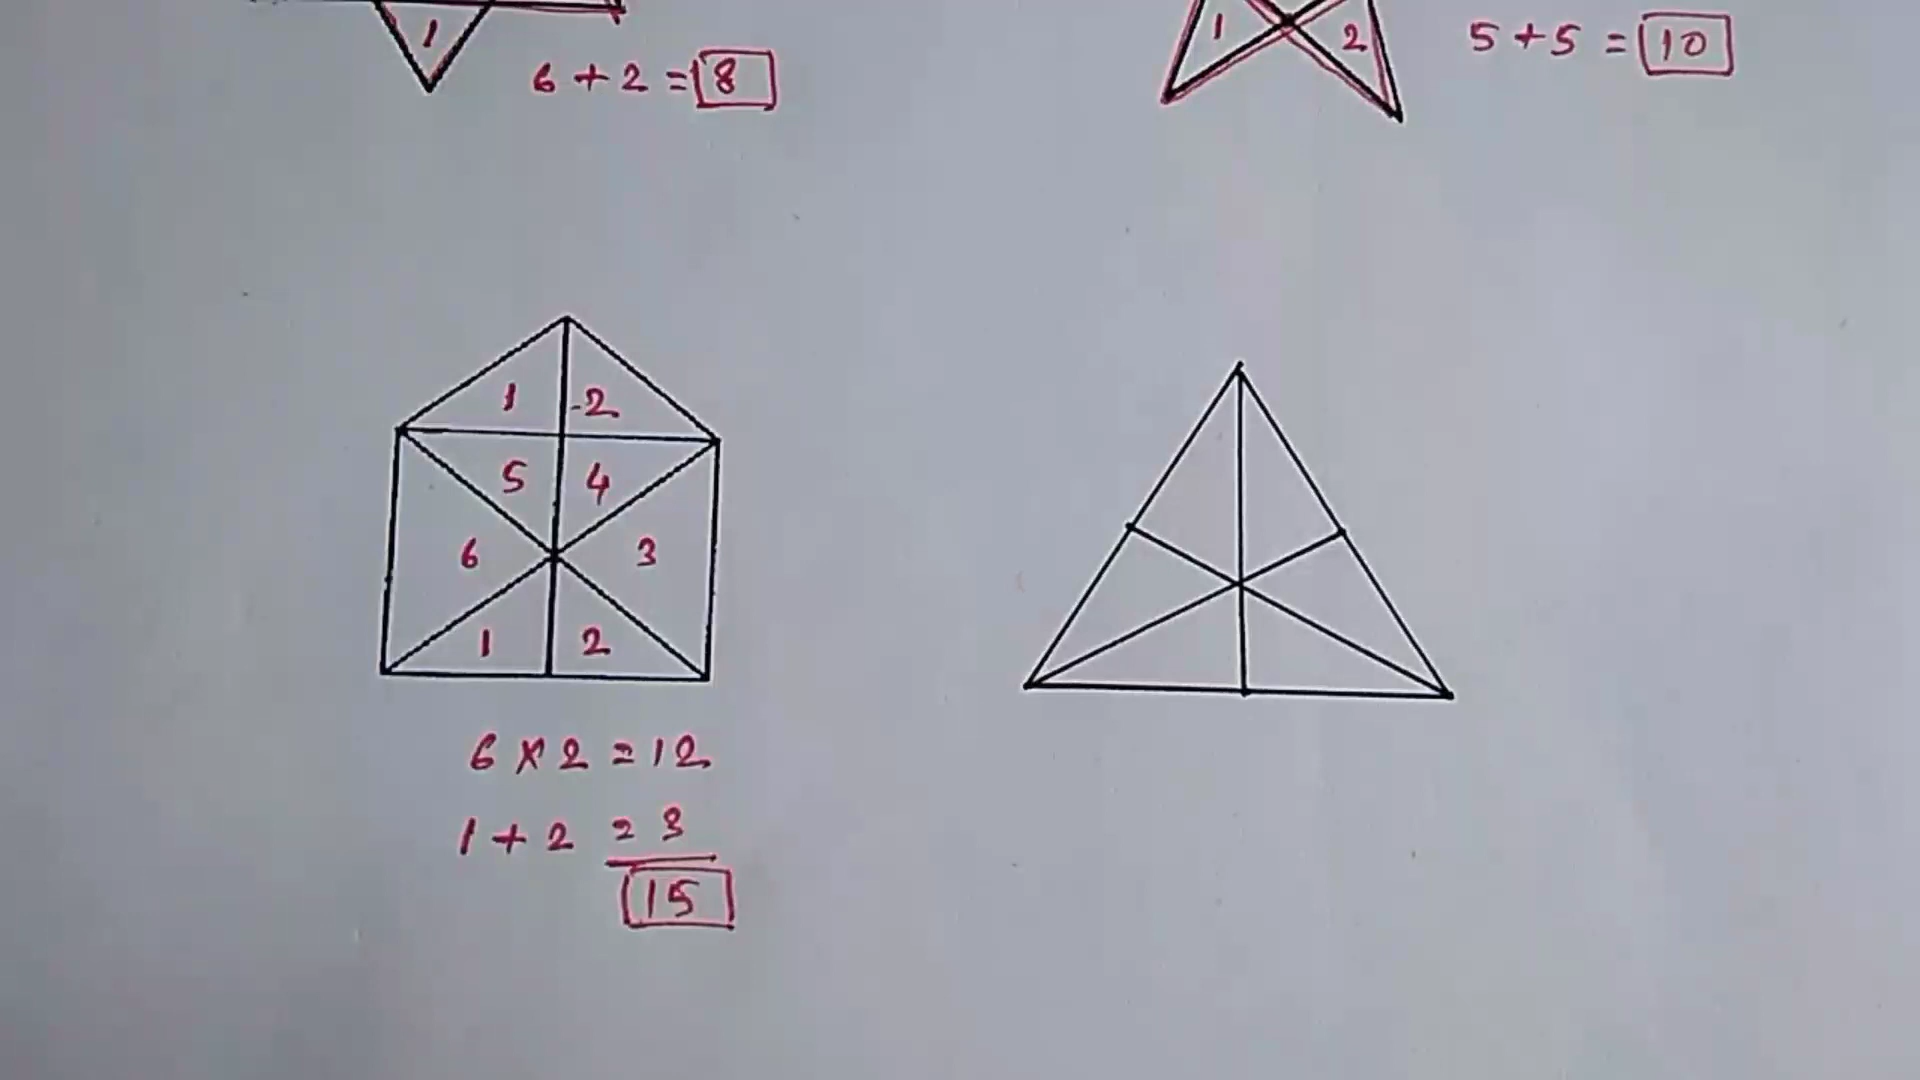 1
6 + 2 = 8
1 2
5 + 5 = 10
1 2
5 4
6 3
1 2
6 × 2 = 12
1 + 2 = 3
15